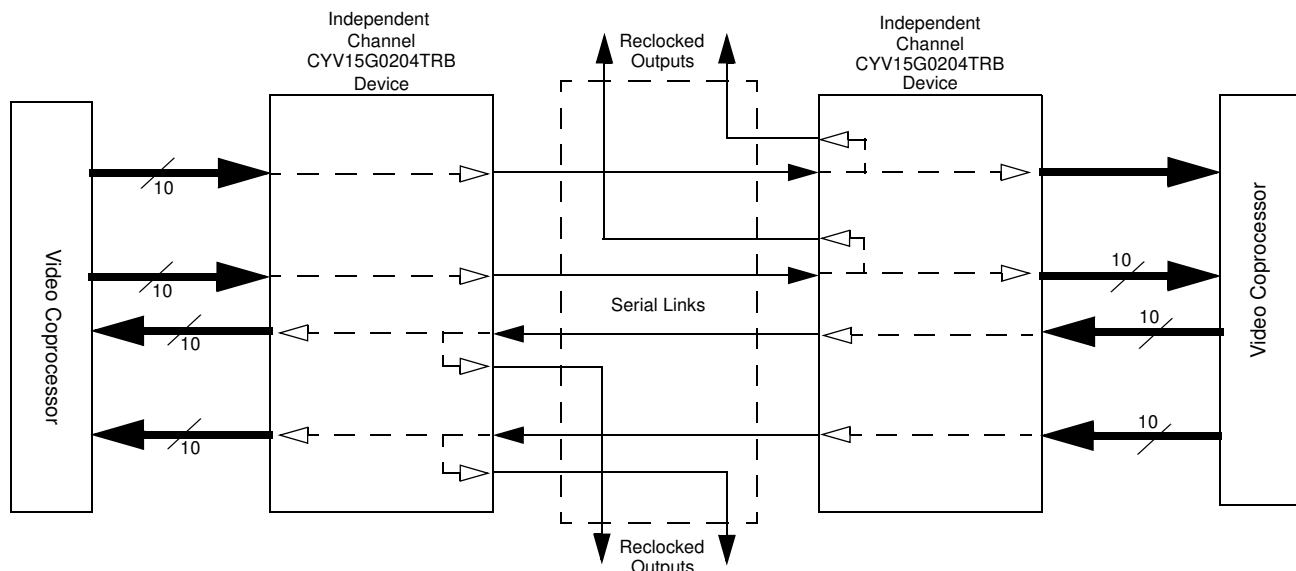 Independent
Channel
CYV15G0204TRB
Device
Reclocked
Outputs
Independent
Channel
CYV15G0204TRB
Device
10
10
10
10
Video Coprocessor
Serial Links
10
10
10
Video Coprocessor
Reclocked
Outputs